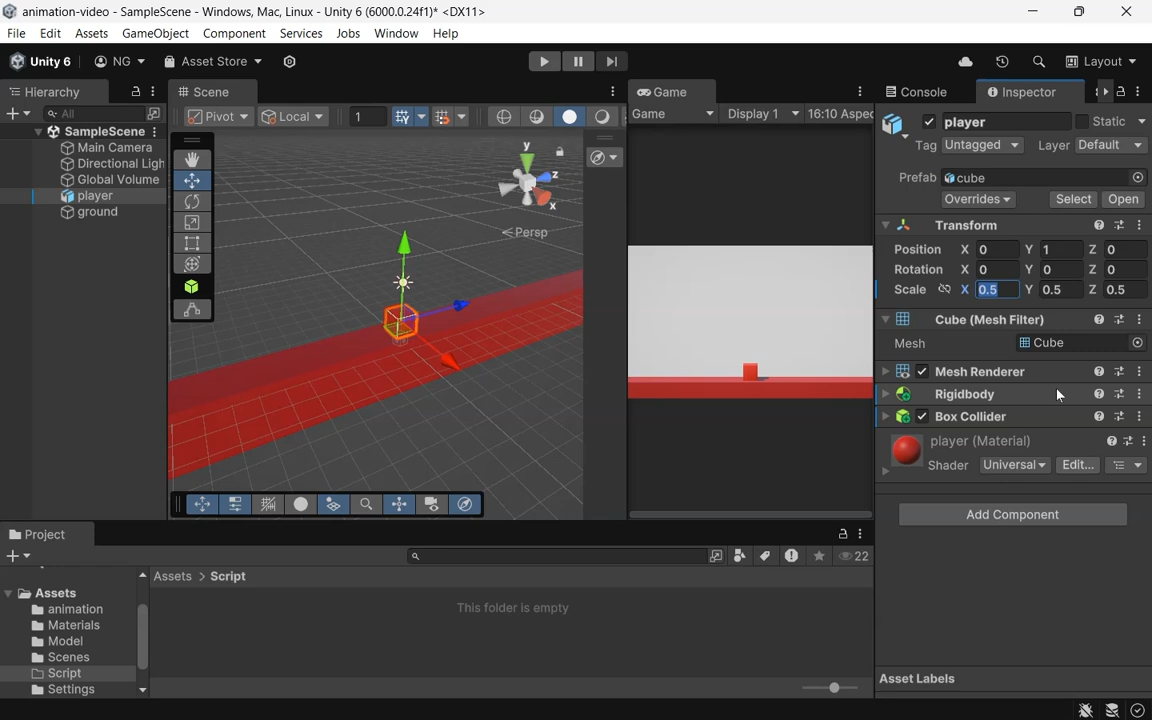 animation-video - SampleScene - Windows, Mac, Linux - Unity 6 (6000.0.24f1)* <DX11>
File Edit Assets GameObject Component Services Jobs Window Help
Unity 6 NG Asset Store Layout
Hierarchy
All
SampleScene
Main Camera
Directional Ligh
Global Volume
player
ground
Scene
Pivot Local 1
y
z
x
Persp
Game
Game Display 1 16:10 Aspec
Console Inspector
player Static
Tag Untagged Layer Default
Prefab cube
Overrides Select Open
Transform
Position X 0 Y 1 Z 0
Rotation X 0 Y 0 Z 0
Scale X 0.5 Y 0.5 Z 0.5
Cube (Mesh Filter)
Mesh Cube
Mesh Renderer
Rigidbody
Box Collider
player (Material)
Shader Universal Edit...
Add Component
Asset Labels
Project
22
Assets
animation
Materials
Model
Scenes
Script
Settings
Assets > Script
This folder is empty